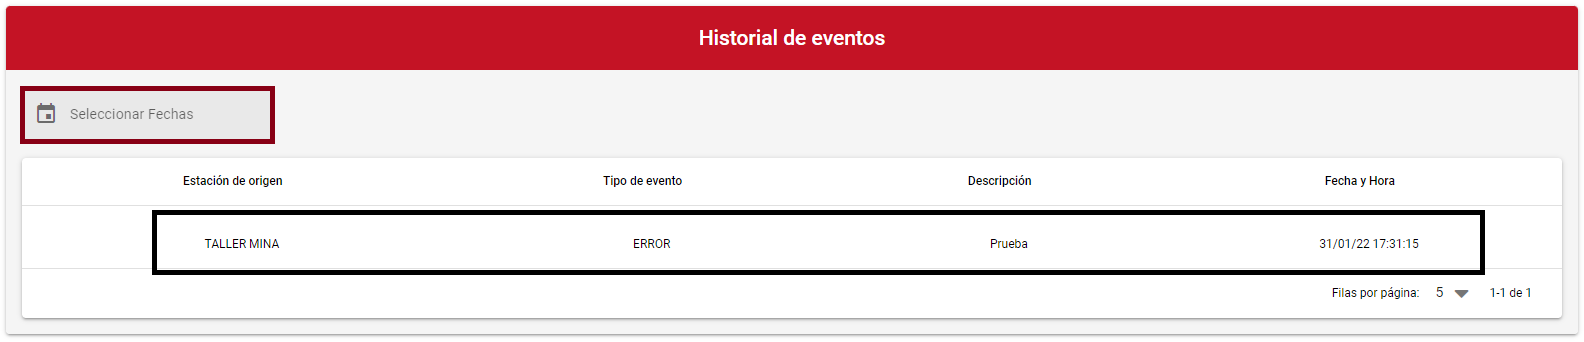 Historial de eventos
Seleccionar Fechas
Estación de origen Tipo de evento Descripción Fecha y Hora
TALLER MINA ERROR Prueba 31/01/22 17:31:15
Filas por página: 5 1-1 de 1